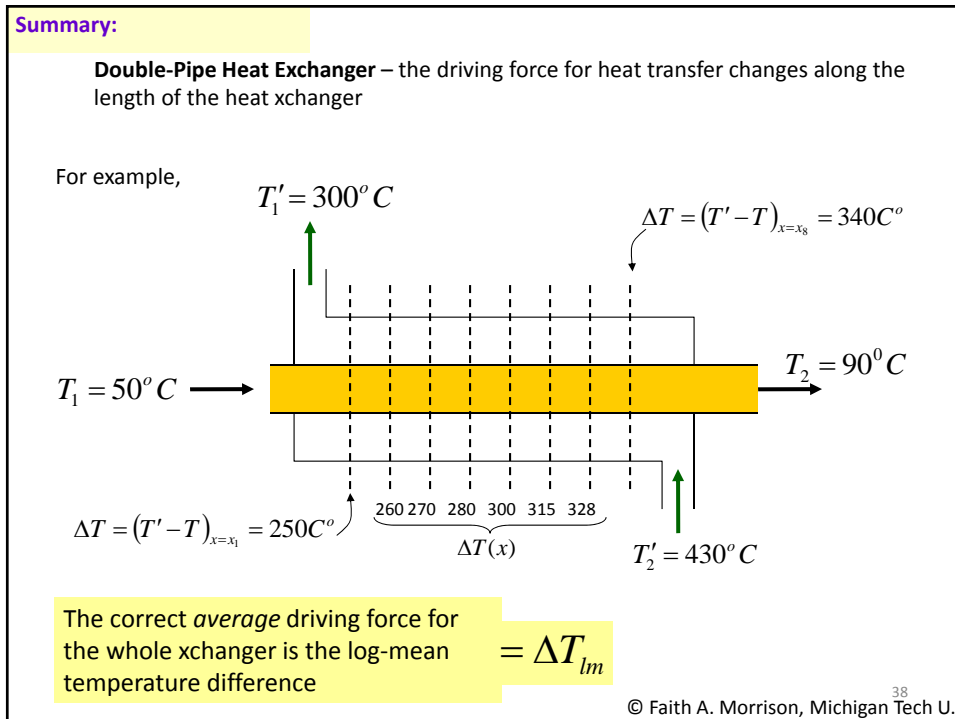 Summary:
Double-Pipe Heat Exchanger – the driving force for heat transfer changes along the
length of the heat xchanger
For example,
T₁′ = 300° C
ΔT = (T′ − T)ₓ₌ₓ₈ = 340C°
T₁ = 50° C
T₂ = 90⁰ C
260 270 280 300 315 328
ΔT = (T′ − T)ₓ₌ₓ₁ = 250C°
ΔT(x)
T₂′ = 430° C
The correct average driving force for
the whole xchanger is the log-mean
temperature difference
= ΔTₗₘ
38
© Faith A. Morrison, Michigan Tech U.